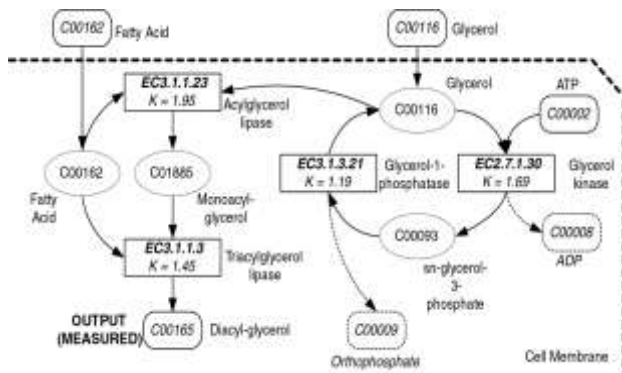 C00162 Fatty Acid
C00116 Glycerol
EC3.1.1.23
K = 1.95
Acylglycerol
lipase
Glycerol
C00116
ATP
C00002
C00162
Fatty
Acid
C01885
Monoacyl-
glycerol
EC3.1.3.21
K = 1.19
Glycerol-1-
phosphatase
EC2.7.1.30
K = 1.69
Glycerol
kinase
EC3.1.1.3
K = 1.45
Triacylglycerol
lipase
C00093
sn-glycerol-
3-
phosphate
C00008
ADP
OUTPUT
(MEASURED)
C00165
Diacyl-glycerol
C00009
Orthophosphate
Cell Membrane